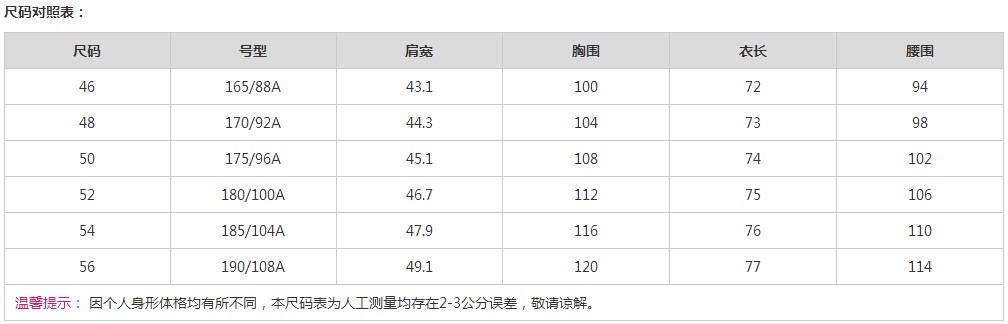 尺码对照表：
尺码 号型 肩宽 胸围 衣长 腰围
46 165/88A 43.1 100 72 94
48 170/92A 44.3 104 73 98
50 175/96A 45.1 108 74 102
52 180/100A 46.7 112 75 106
54 185/104A 47.9 116 76 110
56 190/108A 49.1 120 77 114
温馨提示： 因个人身形体格均有所不同，本尺码表为人工测量均存在2-3公分误差，敬请谅解。